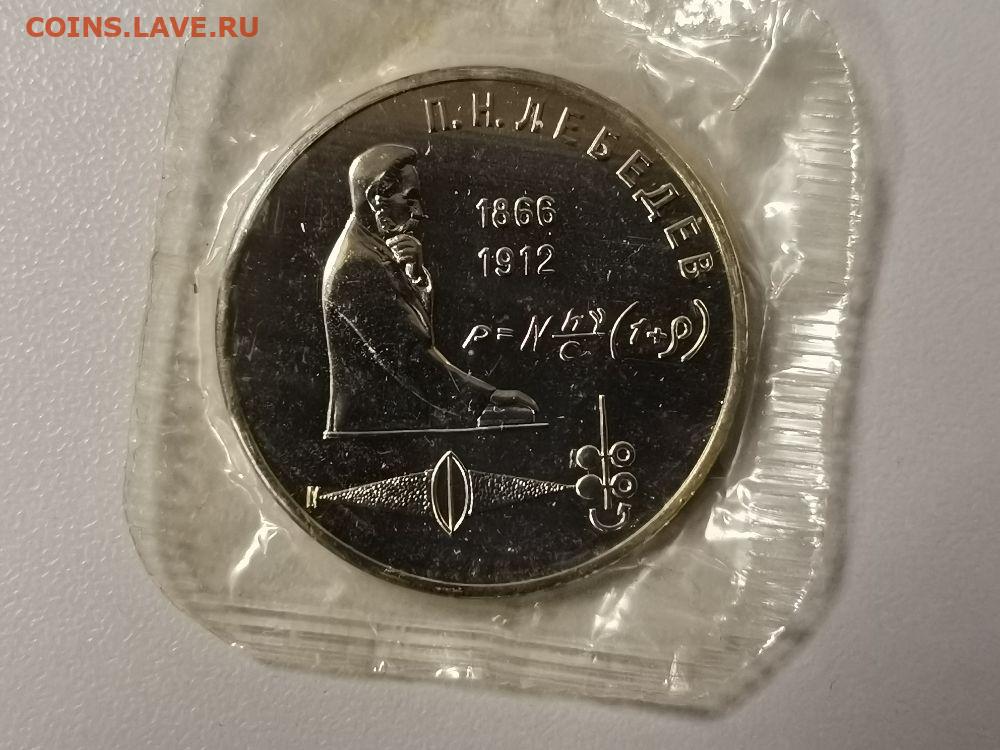 COINS.LAVE.RU
П.Н.ЛЕБЕДЕВ
1866
1912
p=N hν/c (1+ρ)